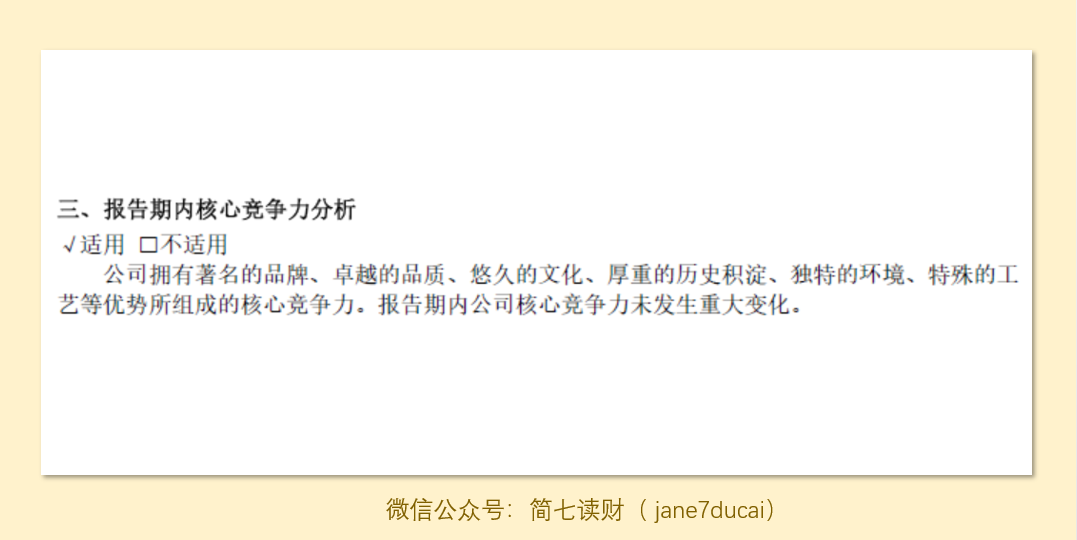 三、报告期内核心竞争力分析
√适用 □不适用
公司拥有著名的品牌、卓越的品质、悠久的文化、厚重的历史积淀、独特的环境、特殊的工
艺等优势所组成的核心竞争力。报告期内公司核心竞争力未发生重大变化。
微信公众号：简七读财（jane7ducai）